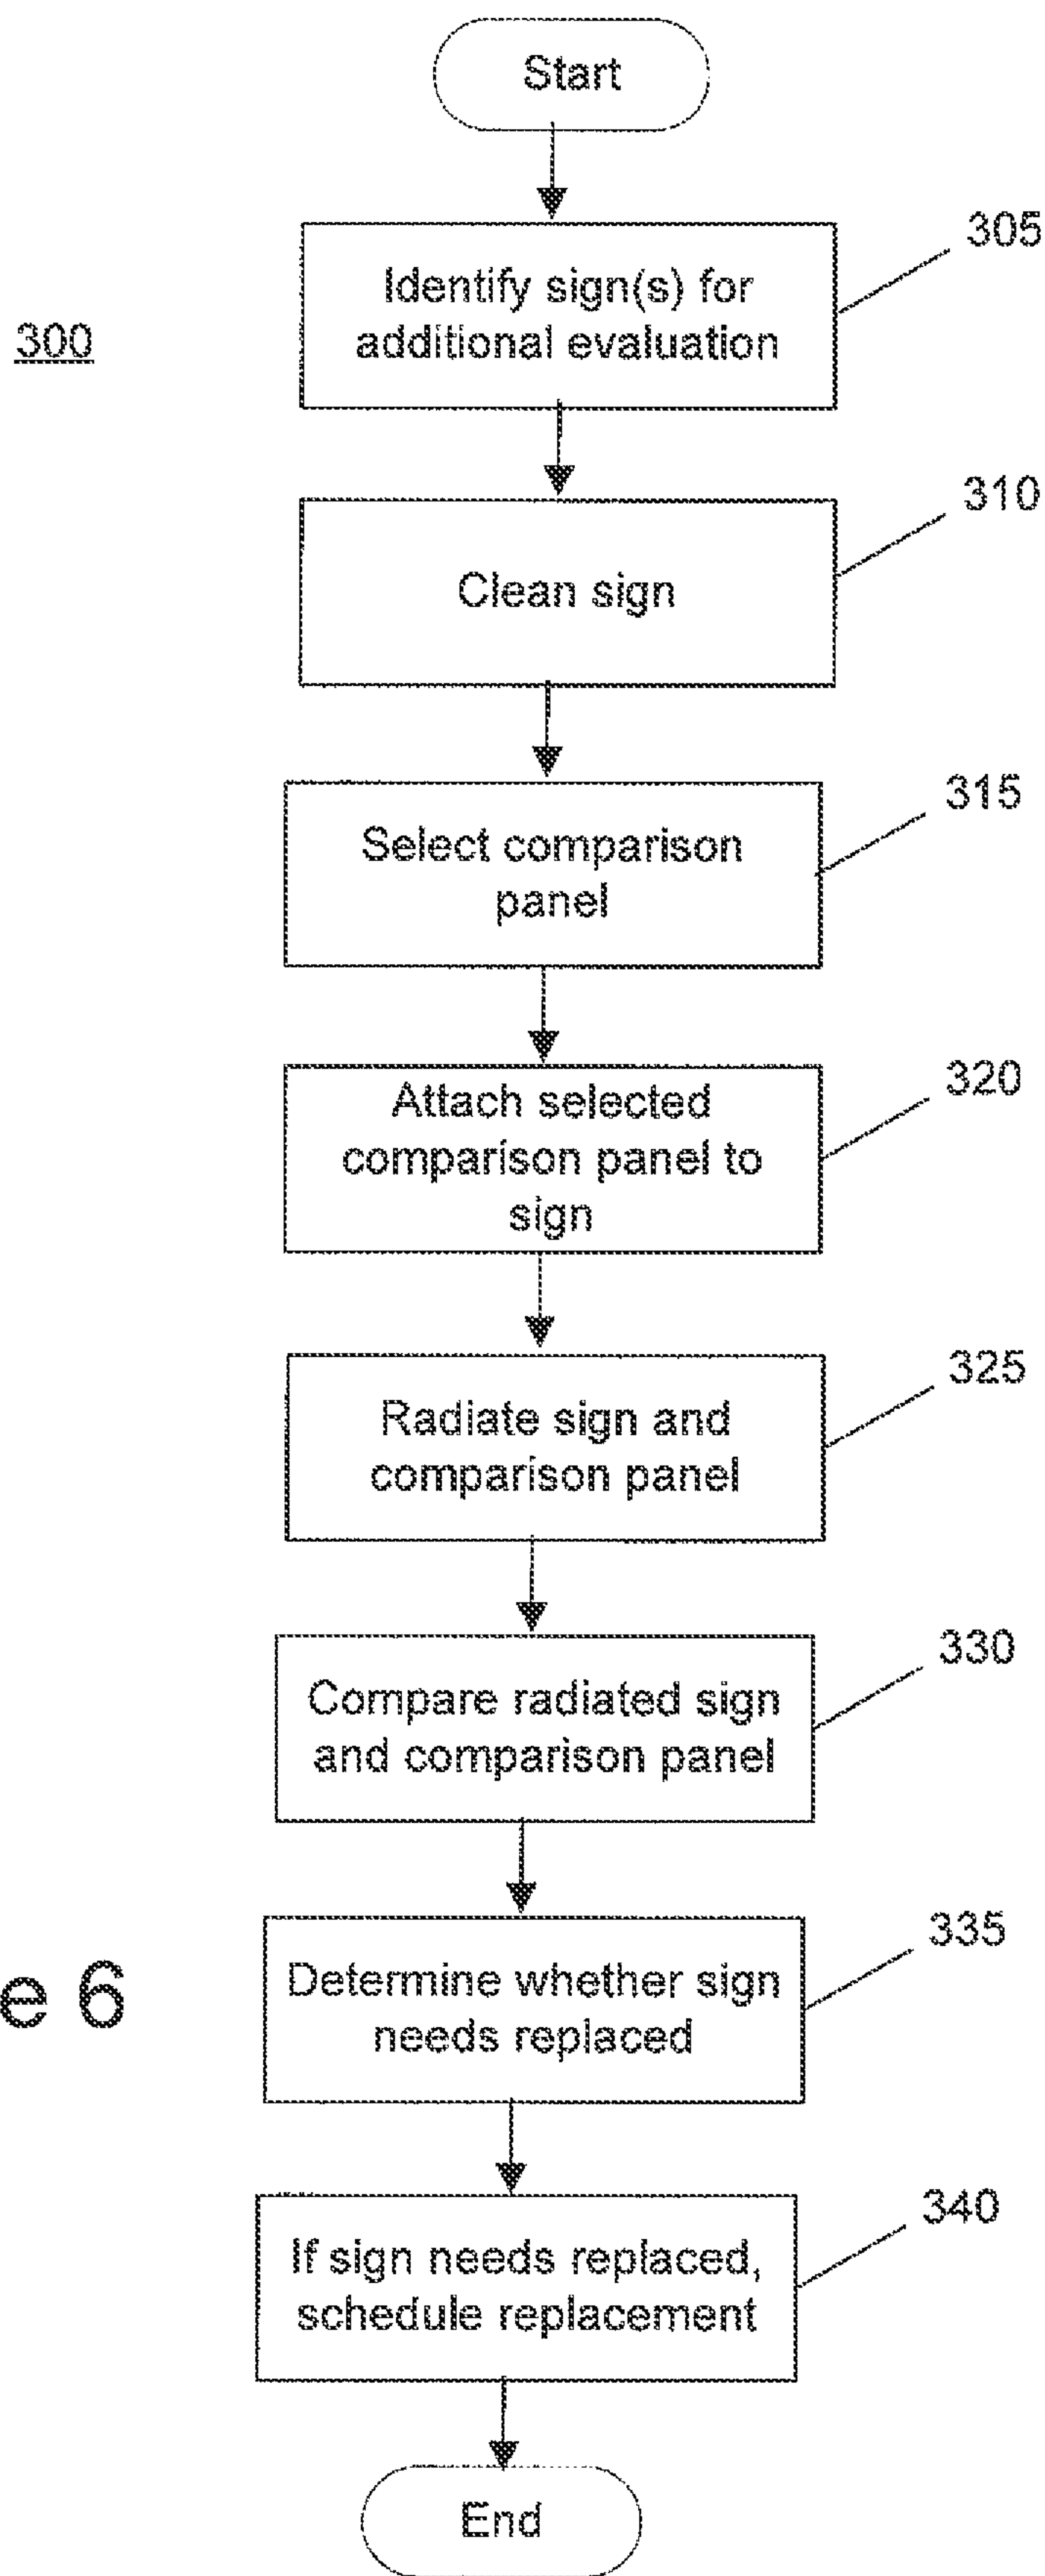 Start
305
Identify sign(s) for
additional evaluation
300
310
Clean sign
315
Select comparison
panel
320
Attach selected
comparison panel to
sign
325
Radiate sign and
comparison panel
330
Compare radiated sign
and comparison panel
335
Determine whether sign
needs replaced
e 6
340
If sign needs replaced,
schedule replacement
End